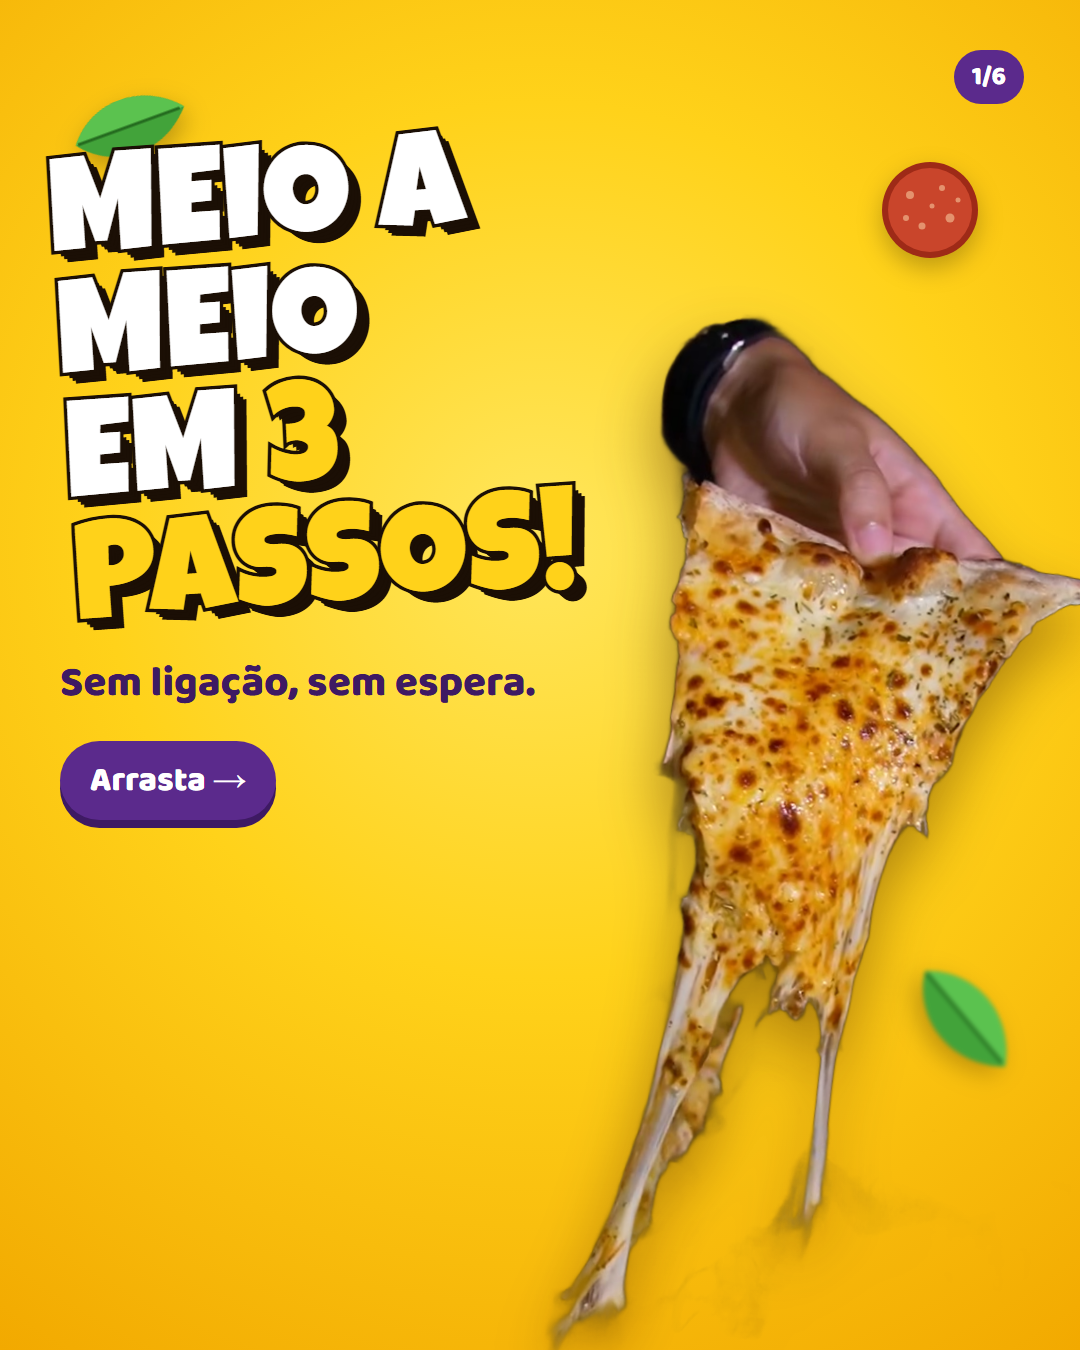 1/6
MEIO A
MEIO
EM 3
PASSOS!
Sem ligação, sem espera.
Arrasta →